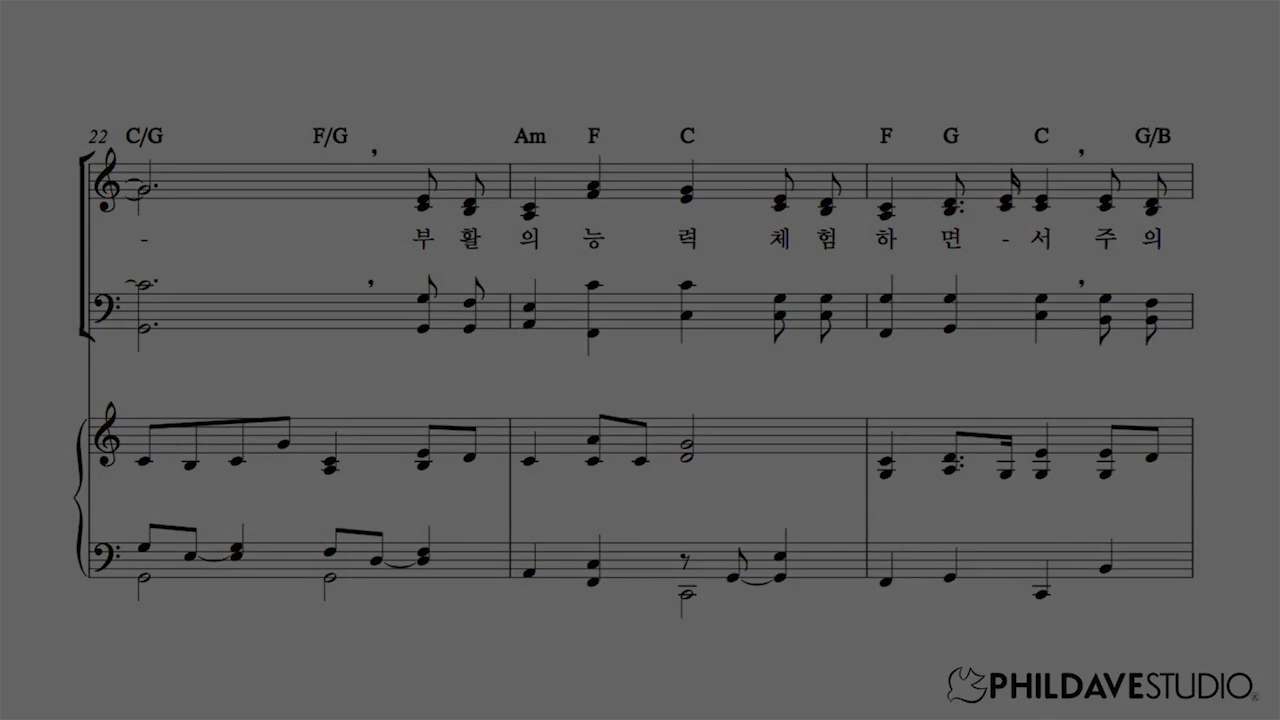 22 C/G F/G Am F C F G C G/B
- 부 활 의 능 력 체 험 하 면 - 서 주 의
PHILDAVESTUDIO®